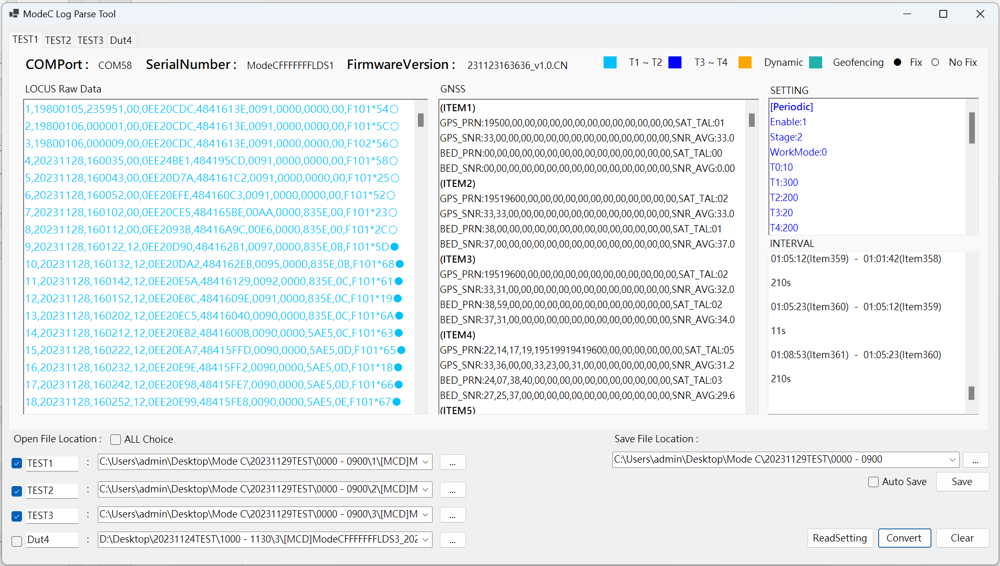 ModeC Log Parse Tool
TEST1 TEST2 TEST3 Dut4
COMPort : COM58 SerialNumber : ModeCFFFFFFFLDS1 FirmwareVersion : 231123163636_v1.0.CN
T1 ~ T2 T3 ~ T4 Dynamic Geofencing Fix No Fix
LOCUS Raw Data
1,19800105,235951,00,0EE20CDC,4841613E,0091,0000,0000,00,F101*54
2,19800106,000001,00,0EE20CDC,4841613E,0091,0000,0000,00,F101*5C
3,19800106,000009,00,0EE20CDC,4841613E,0091,0000,0000,00,F102*56
4,20231128,160035,00,0EE24BE1,484195CD,0091,0000,0000,00,F101*58
5,20231128,160043,00,0EE20D7A,484161C2,0091,0000,0000,00,F101*25
6,20231128,160052,00,0EE20EFE,484160C3,0091,0000,0000,00,F101*52
7,20231128,160102,00,0EE20CE5,484165BE,00AA,0000,835E,00,F101*23
8,20231128,160112,00,0EE2093B,48416A9C,00E6,0000,835E,00,F101*2C
9,20231128,160122,12,0EE20D90,484162B1,0097,0000,835E,0B,F101*5D
10,20231128,160132,12,0EE20DA2,484162EB,0095,0000,835E,0B,F101*68
11,20231128,160142,12,0EE20E5A,48416129,0092,0000,835E,0C,F101*61
12,20231128,160152,12,0EE20E8C,4841609E,0091,0000,835E,0C,F101*19
13,20231128,160202,12,0EE20EC5,48416040,0090,0000,835E,0C,F101*6A
14,20231128,160212,12,0EE20EB2,4841600B,0090,0000,5AE5,0C,F101*63
15,20231128,160222,12,0EE20EA7,48415FFD,0090,0000,5AE5,0D,F101*65
16,20231128,160232,12,0EE20E9E,48415FF2,0090,0000,5AE5,0D,F101*1B
17,20231128,160242,12,0EE20E98,48415FE7,0090,0000,5AE5,0D,F101*66
18,20231128,160252,12,0EE20E99,48415FE8,0090,0000,5AE5,0E,F101*67
GNSS
(ITEM1)
GPS_PRN:19500,00,00,00,00,00,00,00,00,00,00,00,00,00,00,SAT_TAL:01
GPS_SNR:33,00,00,00,00,00,00,00,00,00,00,00,00,00,00,SNR_AVG:33.0
BED_PRN:00,00,00,00,00,00,00,00,00,00,00,00,00,00,00,SAT_TAL:00
BED_SNR:00,00,00,00,00,00,00,00,00,00,00,00,00,00,00,SNR_AVG:0.00
(ITEM2)
GPS_PRN:19519600,00,00,00,00,00,00,00,00,00,00,00,00,SAT_TAL:02
GPS_SNR:33,33,00,00,00,00,00,00,00,00,00,00,00,00,00,SNR_AVG:33.0
BED_PRN:38,00,00,00,00,00,00,00,00,00,00,00,00,00,00,SAT_TAL:01
BED_SNR:37,00,00,00,00,00,00,00,00,00,00,00,00,00,00,SNR_AVG:37.0
(ITEM3)
GPS_PRN:19519600,00,00,00,00,00,00,00,00,00,00,00,00,SAT_TAL:02
GPS_SNR:33,31,00,00,00,00,00,00,00,00,00,00,00,00,00,SNR_AVG:32.0
BED_PRN:38,59,00,00,00,00,00,00,00,00,00,00,00,00,00,SAT_TAL:02
BED_SNR:37,31,00,00,00,00,00,00,00,00,00,00,00,00,00,SNR_AVG:34.0
(ITEM4)
GPS_PRN:22,14,17,19,19519919419600,00,00,00,00,00,00,SAT_TAL:05
GPS_SNR:33,36,00,00,33,23,00,31,00,00,00,00,00,00,00,SNR_AVG:31.2
BED_PRN:24,07,38,40,00,00,00,00,00,00,00,00,00,00,00,SAT_TAL:03
BED_SNR:27,25,37,00,00,00,00,00,00,00,00,00,00,00,00,SNR_AVG:29.6
(ITEM5)
SETTING
[Periodic]
Enable:1
Stage:2
WorkMode:0
T0:10
T1:300
T2:200
T3:20
T4:200
INTERVAL
01:05:12(Item359) - 01:01:42(Item358)
210s
01:05:23(Item360) - 01:05:12(Item359)
11s
01:08:53(Item361) - 01:05:23(Item360)
210s
Open File Location : ALL Choice
TEST1 : C:\Users\admin\Desktop\Mode C\20231129TEST\0000 - 0900\1\[MCD]M ...
TEST2 : C:\Users\admin\Desktop\Mode C\20231129TEST\0000 - 0900\2\[MCD]M ...
TEST3 : C:\Users\admin\Desktop\Mode C\20231129TEST\0000 - 0900\3\[MCD]M ...
Dut4 : D:\Desktop\20231124TEST\1000 - 1130\3\[MCD]ModeCFFFFFFFLDS3_202 ...
Save File Location :
C:\Users\admin\Desktop\Mode C\20231129TEST\0000 - 0900 ...
Auto Save Save
ReadSetting Convert Clear